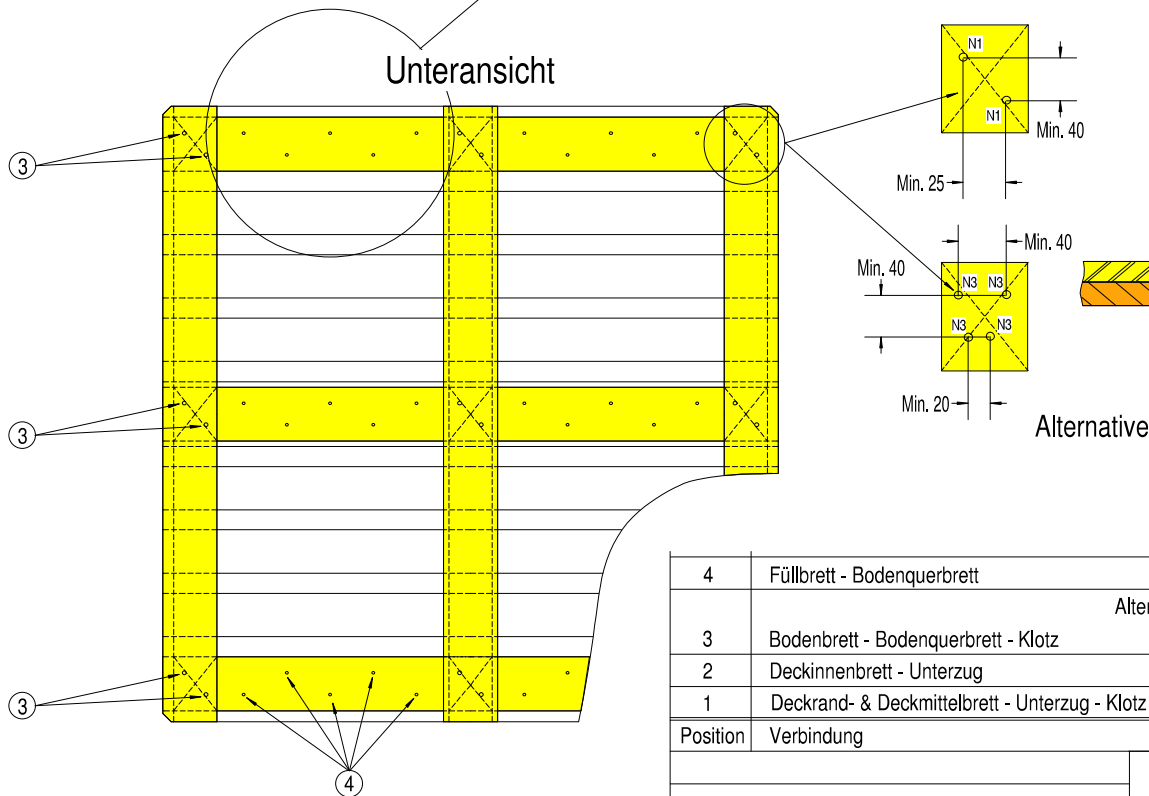 Unteransicht
N1
N1
Min. 40
Min. 25
3
Min. 40
Min. 40
N3 N3
N3 N3
Min. 20
Alternative
3
3
4
4 Füllbrett - Bodenquerbrett
Alter
3 Bodenbrett - Bodenquerbrett - Klotz
2 Deckinnenbrett - Unterzug
1 Deckrand- & Deckmittelbrett - Unterzug - Klotz
Position Verbindung